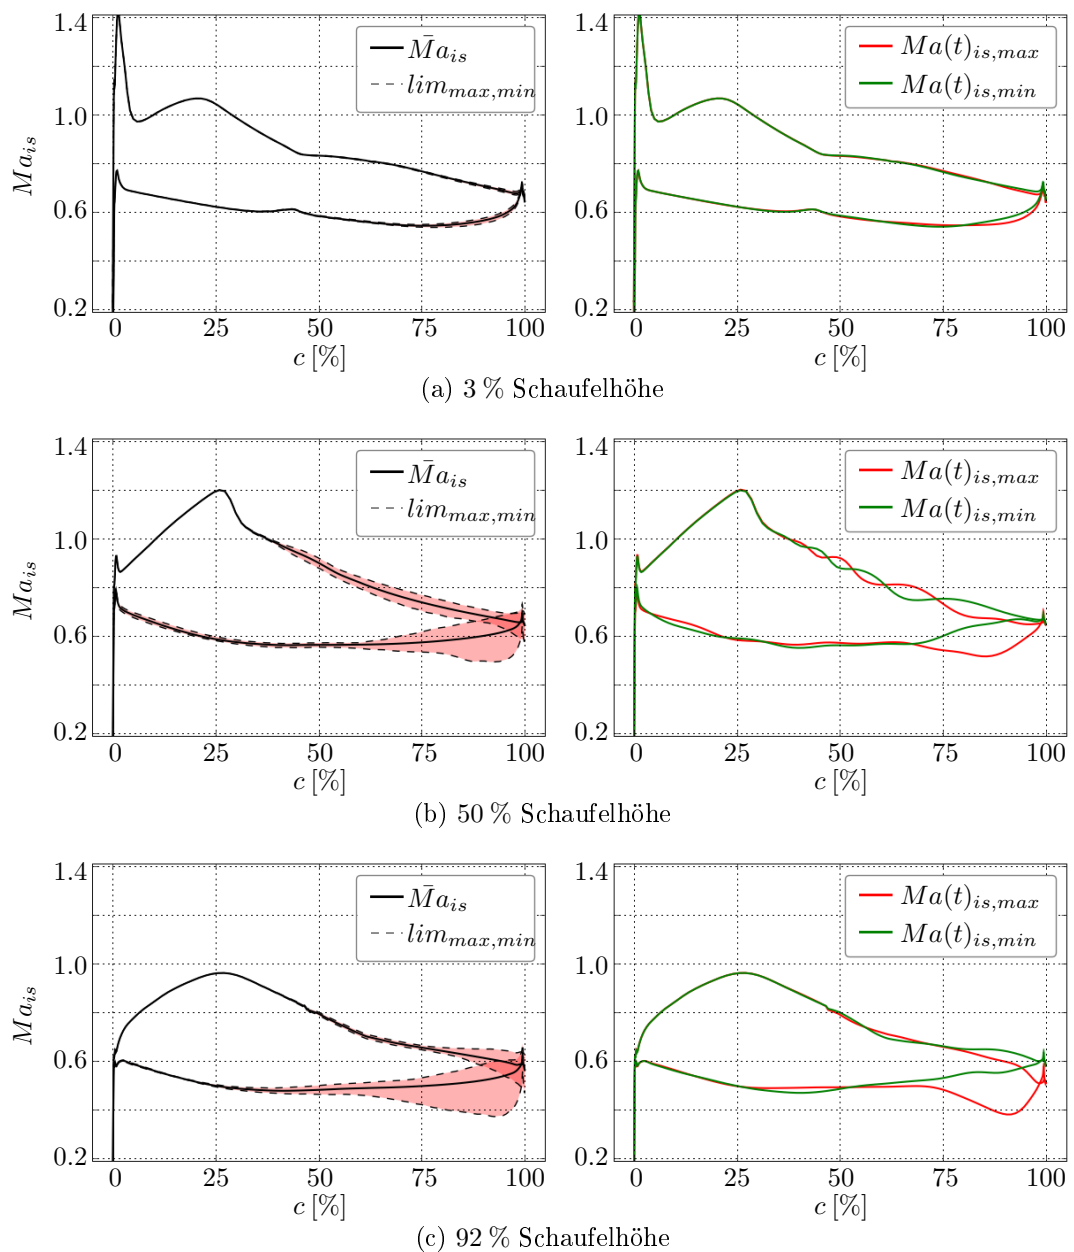 1.4
1.0
0.6
0.2
Ma_is
M̄a_is
lim_max,min
0 25 50 75 100
c [%]
1.4
1.0
0.6
0.2
Ma(t)_is,max
Ma(t)_is,min
0 25 50 75 100
c [%]
(a) 3 % Schaufelhöhe
1.4
1.0
0.6
0.2
Ma_is
M̄a_is
lim_max,min
0 25 50 75 100
c [%]
1.4
1.0
0.6
0.2
Ma(t)_is,max
Ma(t)_is,min
0 25 50 75 100
c [%]
(b) 50 % Schaufelhöhe
1.4
1.0
0.6
0.2
Ma_is
M̄a_is
lim_max,min
0 25 50 75 100
c [%]
1.4
1.0
0.6
0.2
Ma(t)_is,max
Ma(t)_is,min
0 25 50 75 100
c [%]
(c) 92 % Schaufelhöhe